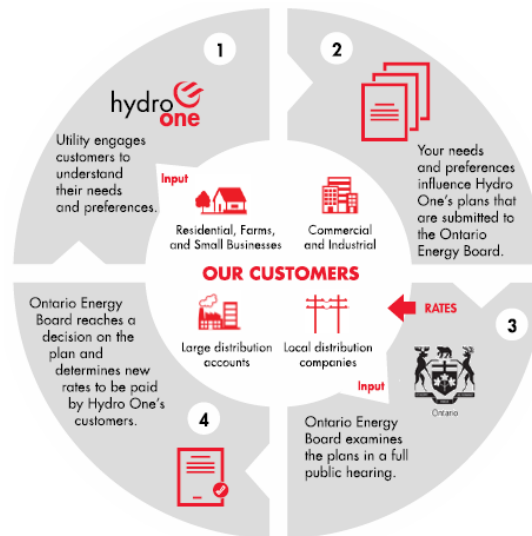 1
hydro
one
Utility engages
customers to
understand
their needs
and preferences.
Input
2
Your needs
and preferences
influence Hydro
One's plans that
are submitted to
the Ontario
Energy Board.
Residential, Farms,
and Small Businesses
Commercial
and Industrial
OUR CUSTOMERS
Large distribution
accounts
Local distribution
companies
RATES
3
Ontario
Input
Ontario Energy
Board examines
the plans in a full
public hearing.
Ontario Energy
Board reaches a
decision on the
plan and
determines new
rates to be paid
by Hydro One's
customers.
4